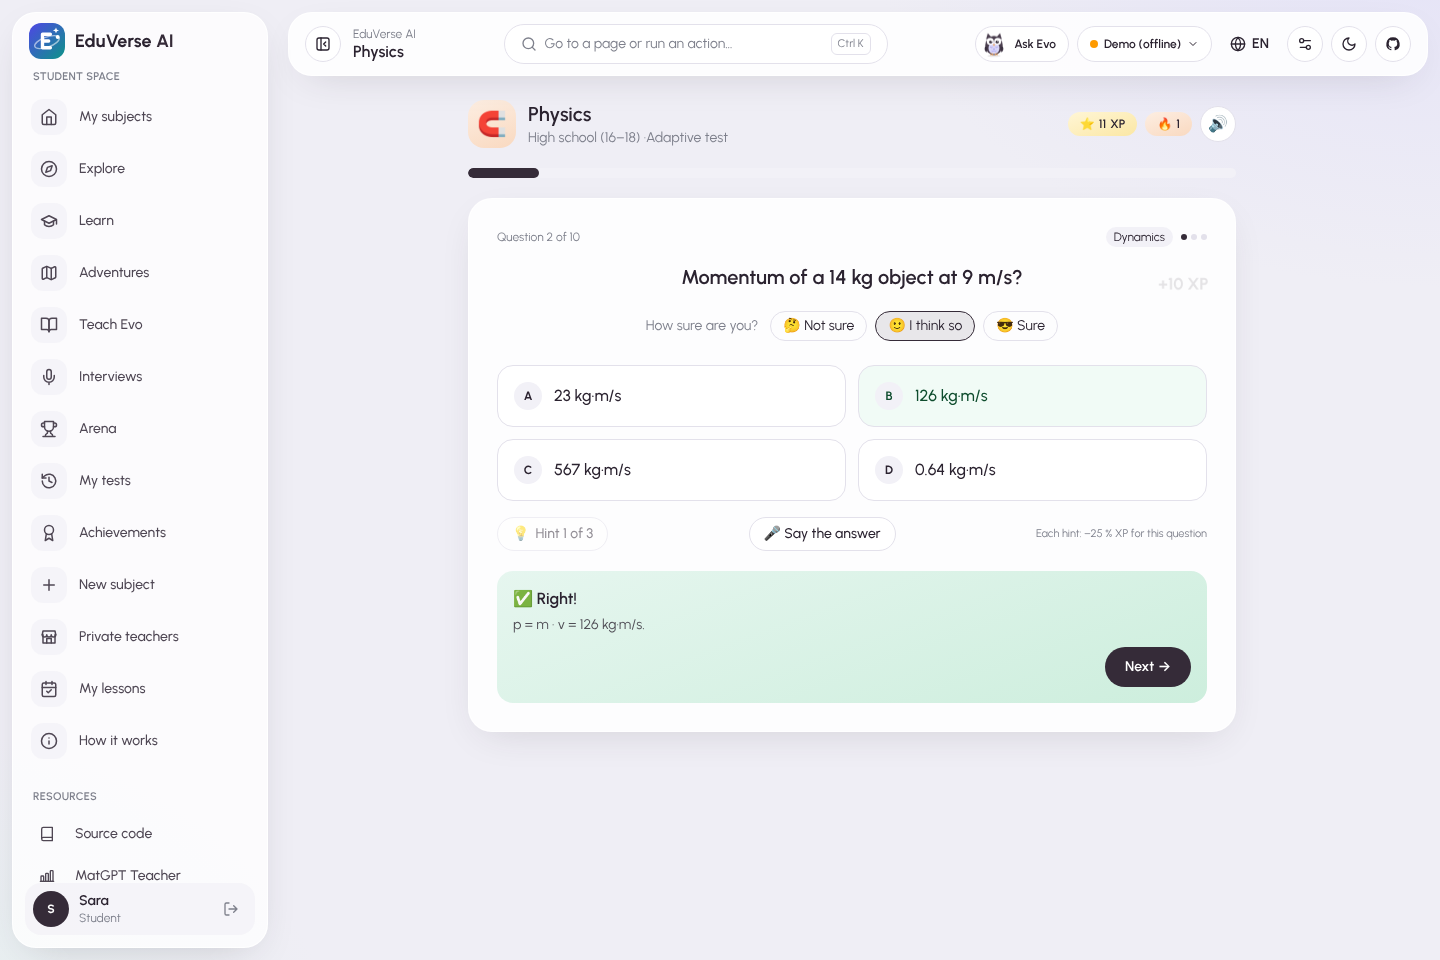 EduVerse AI
STUDENT SPACE
My subjects
Explore
Learn
Adventures
Teach Evo
Interviews
Arena
My tests
Achievements
New subject
Private teachers
My lessons
How it works
RESOURCES
Source code
MatGPT Teacher
S
Sara
Student
EduVerse AI
Physics
Go to a page or run an action...
Ctrl K
Ask Evo
Demo (offline)
EN
Physics
High school (16–18) · Adaptive test
⭐ 11 XP
🔥 1
Question 2 of 10
Dynamics
Momentum of a 14 kg object at 9 m/s?
+10 XP
How sure are you?
🤔 Not sure
🙂 I think so
😎 Sure
A 23 kg·m/s
B 126 kg·m/s
C 567 kg·m/s
D 0.64 kg·m/s
💡 Hint 1 of 3
🎤 Say the answer
Each hint: −25 % XP for this question
✅ Right!
p = m · v = 126 kg·m/s.
Next →